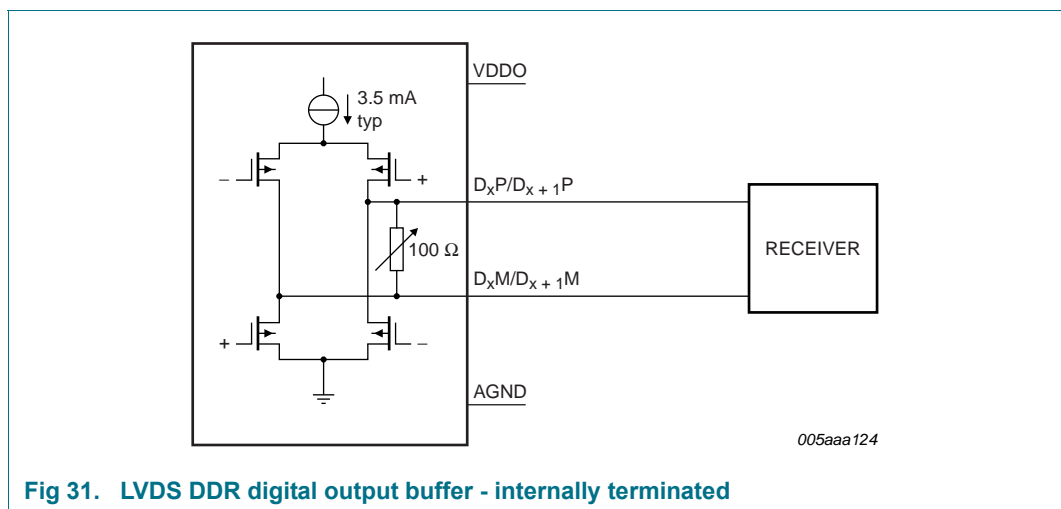 VDDO
3.5 mA
typ
− +
DxP/Dx + 1P
100 Ω
RECEIVER
DxM/Dx + 1M
+ −
AGND
005aaa124
Fig 31. LVDS DDR digital output buffer - internally terminated